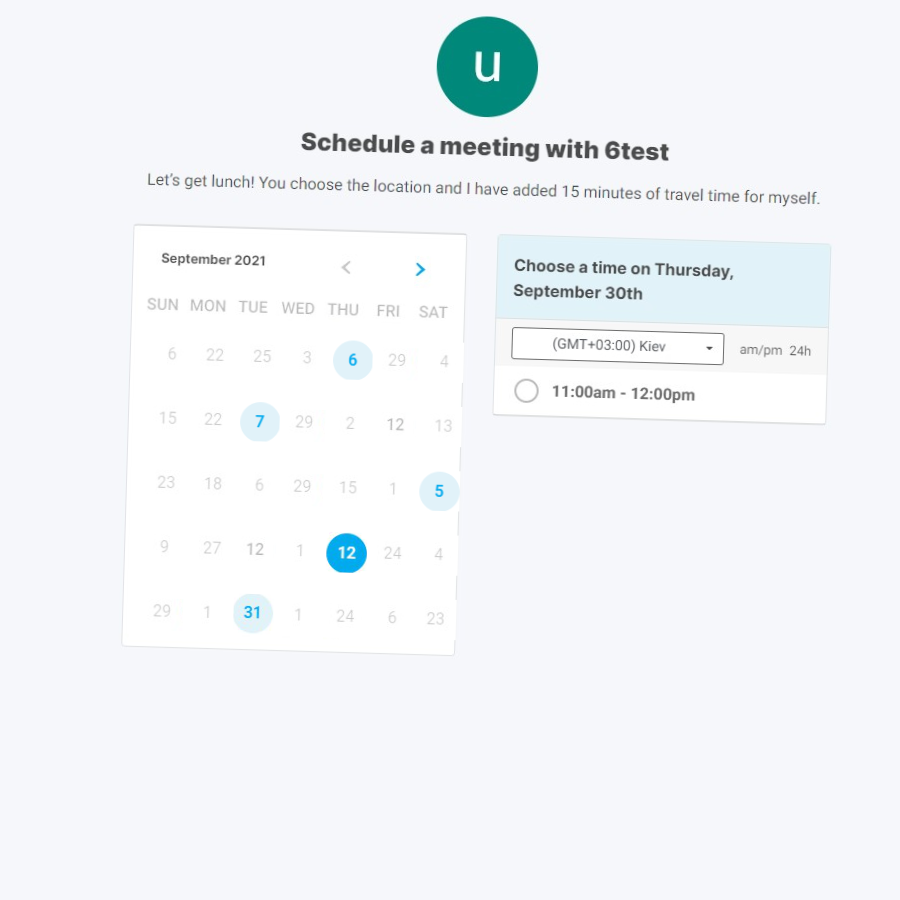 u
Schedule a meeting with 6test
Let's get lunch! You choose the location and I have added 15 minutes of travel time for myself.
September 2021
SUN MON TUE WED THU FRI SAT
6 22 25 3 6 29 4
15 22 7 29 2 12 13
23 18 6 29 15 1 5
9 27 12 1 12 24 4
29 1 31 1 24 6 23
Choose a time on Thursday,
September 30th
(GMT+03:00) Kiev am/pm 24h
11:00am - 12:00pm